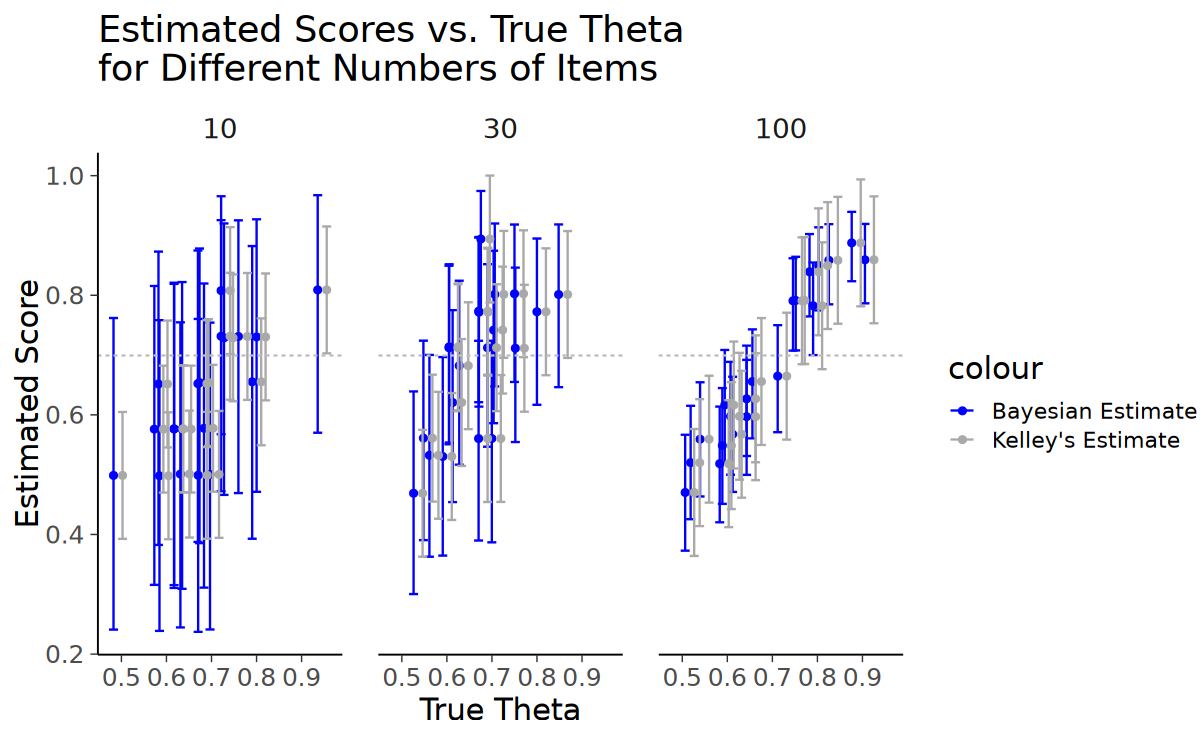 Estimated Scores vs. True Theta
for Different Numbers of Items
10
30
100
1.0
0.8
0.6
0.4
0.2
Estimated Score
0.5 0.6 0.7 0.8 0.9
0.5 0.6 0.7 0.8 0.9
0.5 0.6 0.7 0.8 0.9
True Theta
colour
Bayesian Estimate
Kelley's Estimate